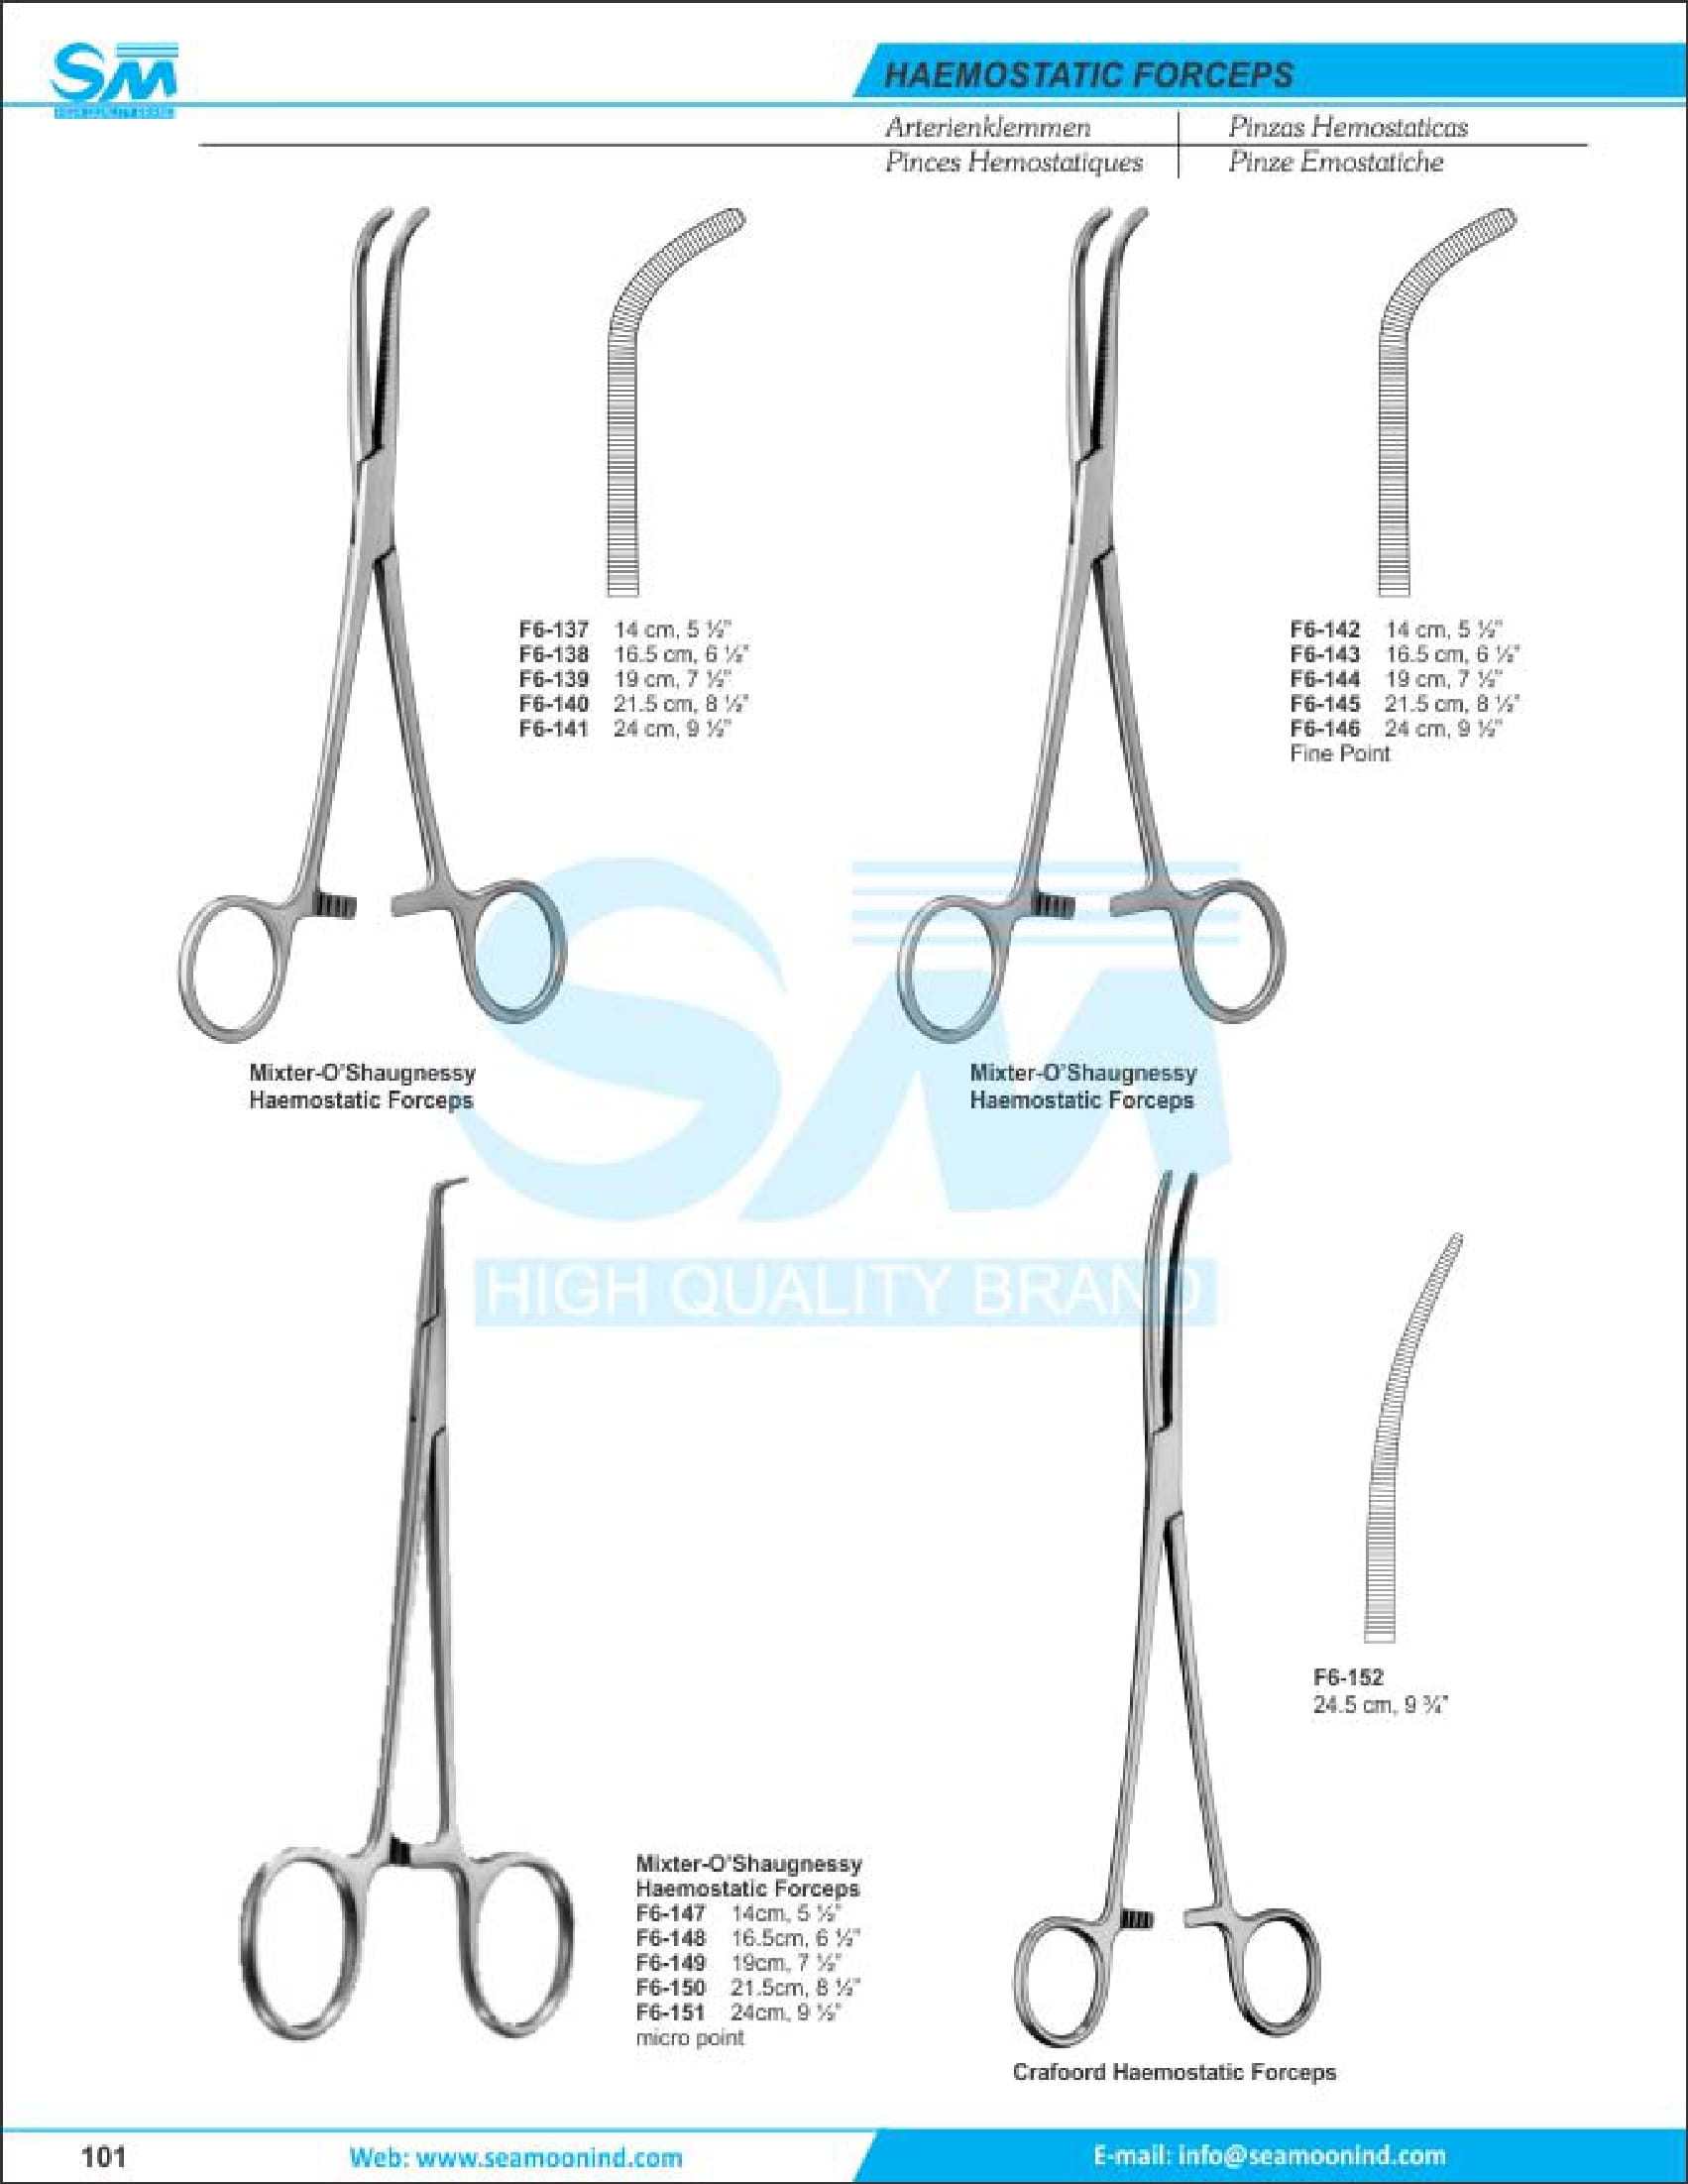 SM
HAEMOSTATIC FORCEPS
Arterienklemmen
Pinzas Hemostaticas
Pinces Hemostatiques
Pinze Emostatiche
F6-137 14 cm, 5 ½"
F6-138 16.5 cm, 6 ½"
F6-139 19 cm, 7 ½"
F6-140 21.5 cm, 8 ½"
F6-141 24 cm, 9 ½"
F6-142 14 cm, 5 ½"
F6-143 16.5 cm, 6 ½"
F6-144 19 cm, 7 ½"
F6-145 21.5 cm, 8 ½"
F6-146 24 cm, 9 ½"
Fine Point
Mixter-O'Shaugnessy
Haemostatic Forceps
Mixter-O'Shaugnessy
Haemostatic Forceps
SM
HIGH QUALITY BRAND
F6-152
24.5 cm, 9 ¾"
Mixter-O'Shaugnessy
Haemostatic Forceps
F6-147 14cm, 5 ½"
F6-148 16.5cm, 6 ½"
F6-149 19cm, 7 ½"
F6-150 21.5cm, 8 ½"
F6-151 24cm, 9 ½"
micro point
Crafoord Haemostatic Forceps
101
Web: www.seamoonind.com
E-mail: info@seamoonind.com